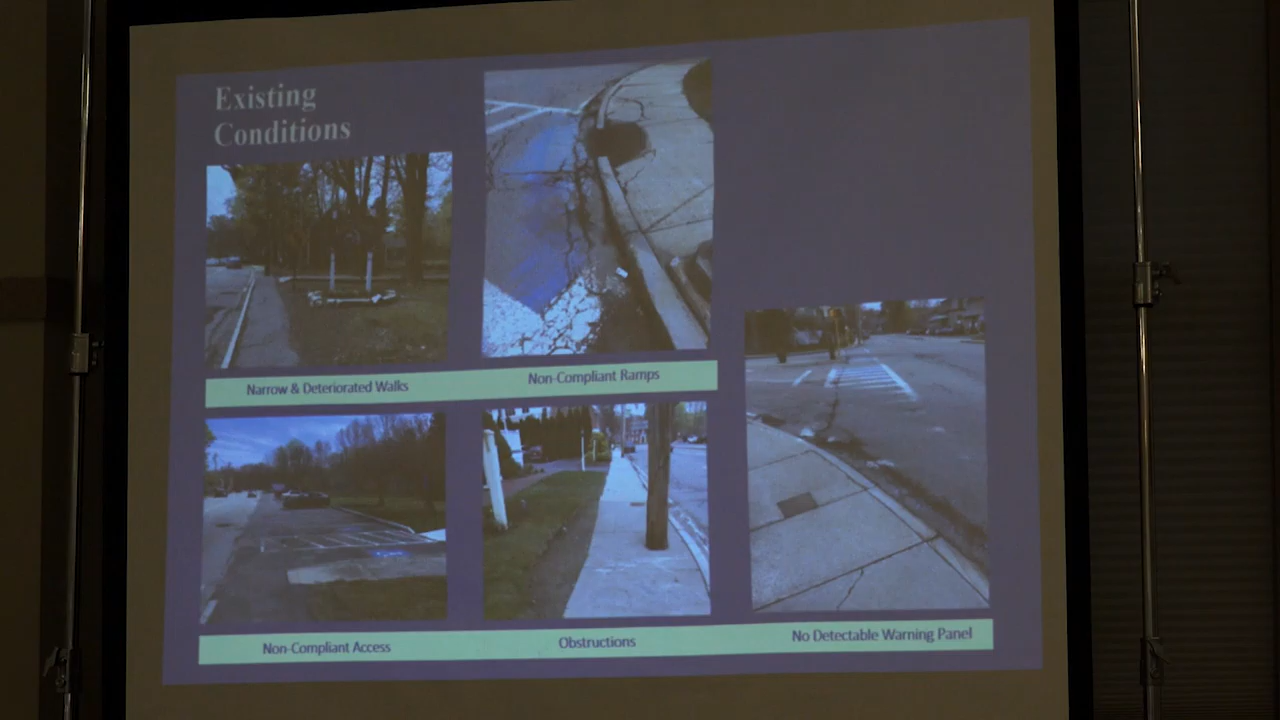 Existing
Conditions
Narrow & Deteriorated Walks
Non-Compliant Ramps
Non-Compliant Access
Obstructions
No Detectable Warning Panel